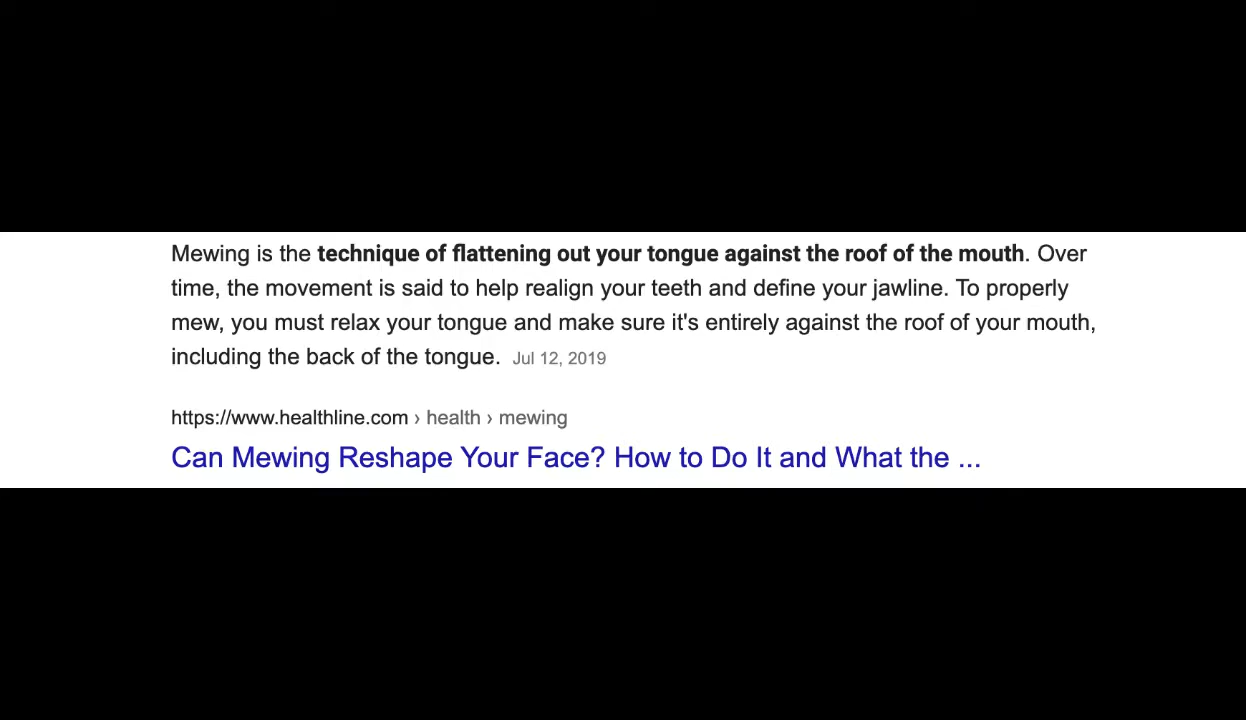 Mewing is the technique of flattening out your tongue against the roof of the mouth. Over
time, the movement is said to help realign your teeth and define your jawline. To properly
mew, you must relax your tongue and make sure it's entirely against the roof of your mouth,
including the back of the tongue. Jul 12, 2019
https://www.healthline.com › health › mewing
Can Mewing Reshape Your Face? How to Do It and What the ...